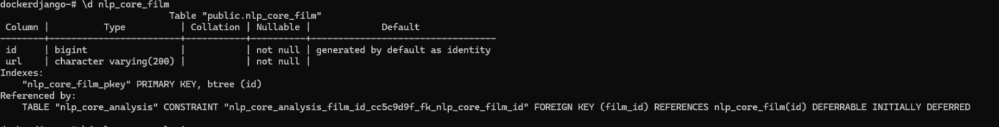 dockerdjango-# \d nlp_core_film
                              Table "public.nlp_core_film"
 Column |          Type          | Collation | Nullable |             Default
--------+------------------------+-----------+----------+----------------------------------
 id     | bigint                 |           | not null | generated by default as identity
 url    | character varying(200) |           | not null |
Indexes:
    "nlp_core_film_pkey" PRIMARY KEY, btree (id)
Referenced by:
    TABLE "nlp_core_analysis" CONSTRAINT "nlp_core_analysis_film_id_cc5c9d9f_fk_nlp_core_film_id" FOREIGN KEY (film_id) REFERENCES nlp_core_film(id) DEFERRABLE INITIALLY DEFERRED